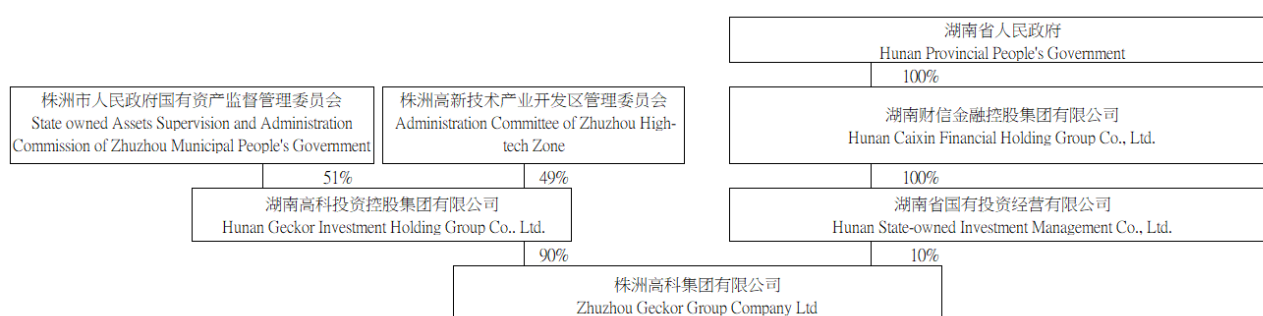 湖南省人民政府
Hunan Provincial People's Government
100%
株洲市人民政府国有资产监督管理委员会
State owned Assets Supervision and Administration
Commission of Zhuzhou Municipal People's Government
株洲高新技术产业开发区管理委员会
Administration Committee of Zhuzhou High-
tech Zone
湖南财信金融控股集团有限公司
Hunan Caixin Financial Holding Group Co., Ltd.
51%
49%
100%
湖南高科投资控股集团有限公司
Hunan Geckor Investment Holding Group Co.. Ltd.
湖南省国有投资经营有限公司
Hunan State-owned Investment Management Co., Ltd.
90%
10%
株洲高科集团有限公司
Zhuzhou Geckor Group Company Ltd